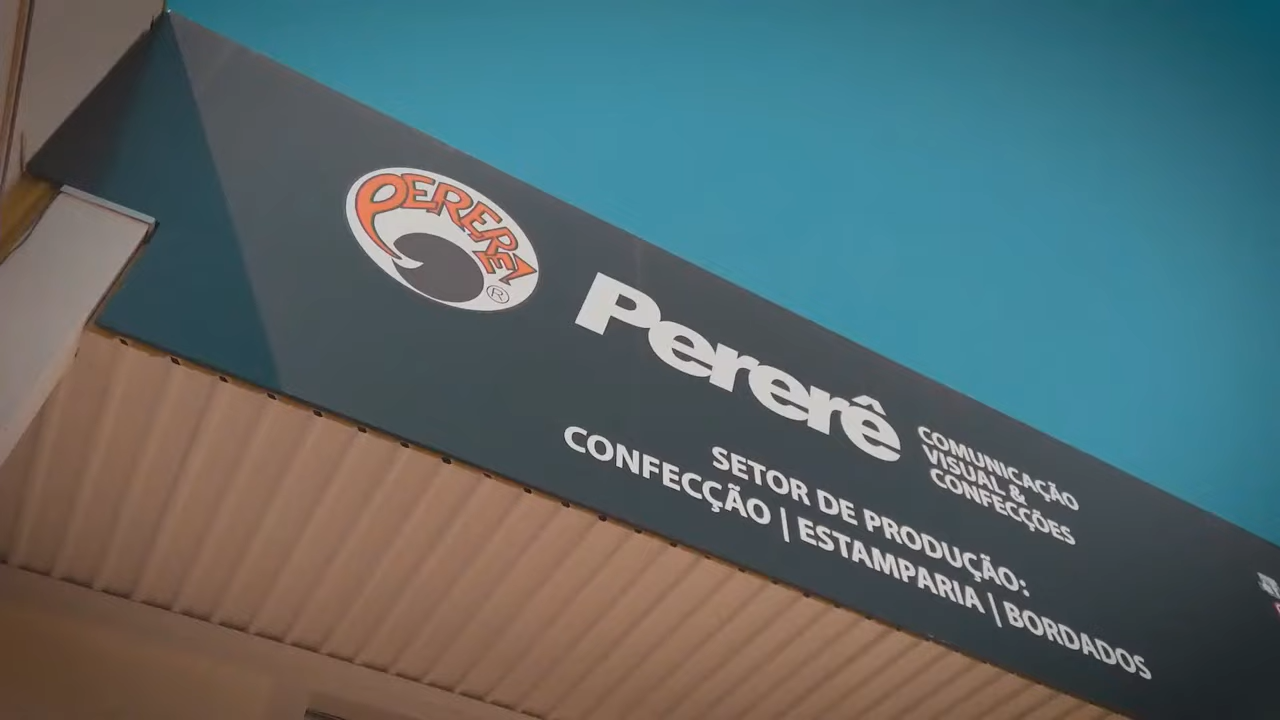 PERERÊ
®
Pererê
COMUNICAÇÃO
VISUAL &
CONFECÇÕES
SETOR DE PRODUÇÃO:
CONFECÇÃO | ESTAMPARIA | BORDADOS